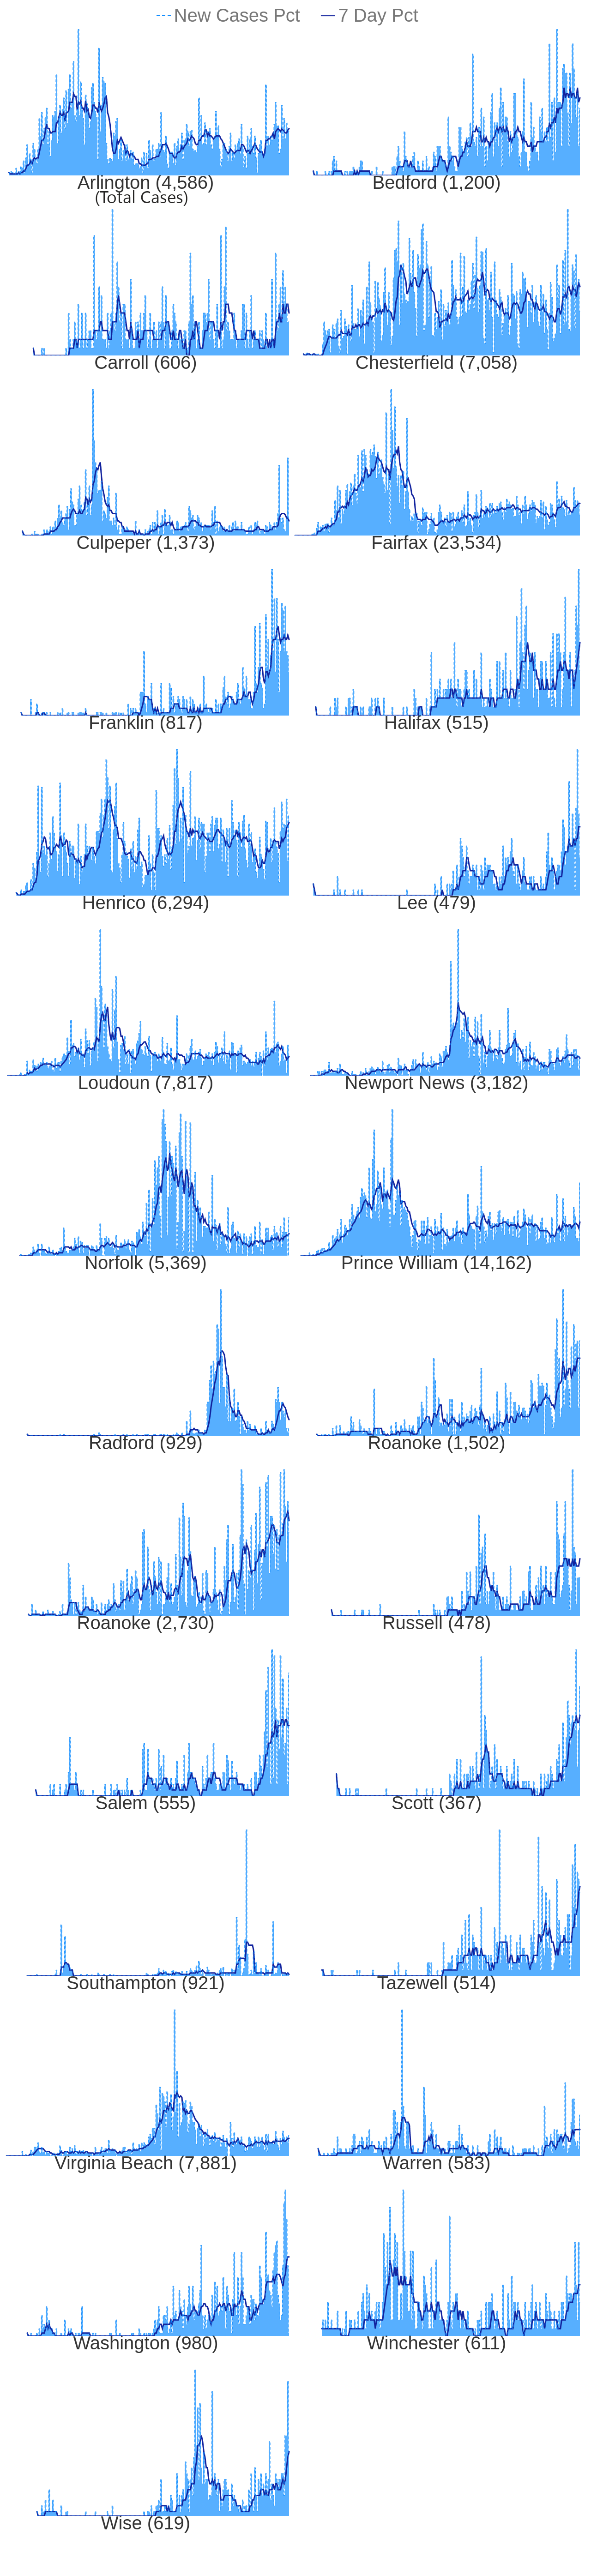 New Cases Pct 7 Day Pct
Arlington (4,586) Bedford (1,200)
(Total Cases)
Carroll (606) Chesterfield (7,058)
Culpeper (1,373) Fairfax (23,534)
Franklin (817) Halifax (515)
Henrico (6,294) Lee (479)
Loudoun (7,817) Newport News (3,182)
Norfolk (5,369) Prince William (14,162)
Radford (929) Roanoke (1,502)
Roanoke (2,730) Russell (478)
Salem (555) Scott (367)
Southampton (921) Tazewell (514)
Virginia Beach (7,881) Warren (583)
Washington (980) Winchester (611)
Wise (619)